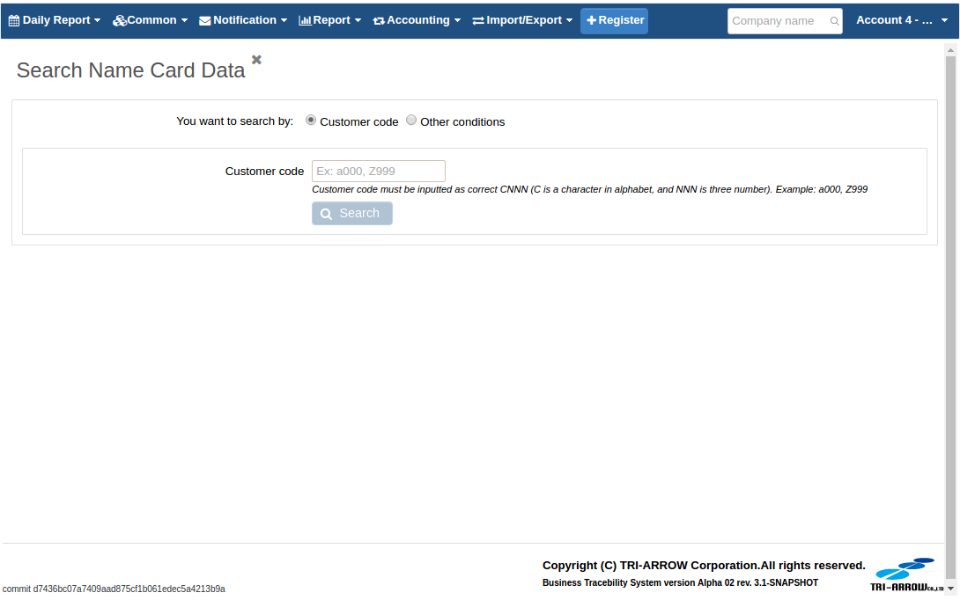 Daily Report Common Notification Report Accounting Import/Export Register Company name Account 4 - ...
Search Name Card Data
You want to search by: Customer code Other conditions
Customer code Ex: a000, Z999
Customer code must be inputted as correct CNNN (C is a character in alphabet, and NNN is three number). Example: a000, Z999
Search
Copyright (C) TRI-ARROW Corporation.All rights reserved.
Business Tracebility System version Alpha 02 rev. 3.1-SNAPSHOT
TRI-ARROW CO.,LTD
commit d7436bc07a7409aad875cf1b061edec5a4213b9a